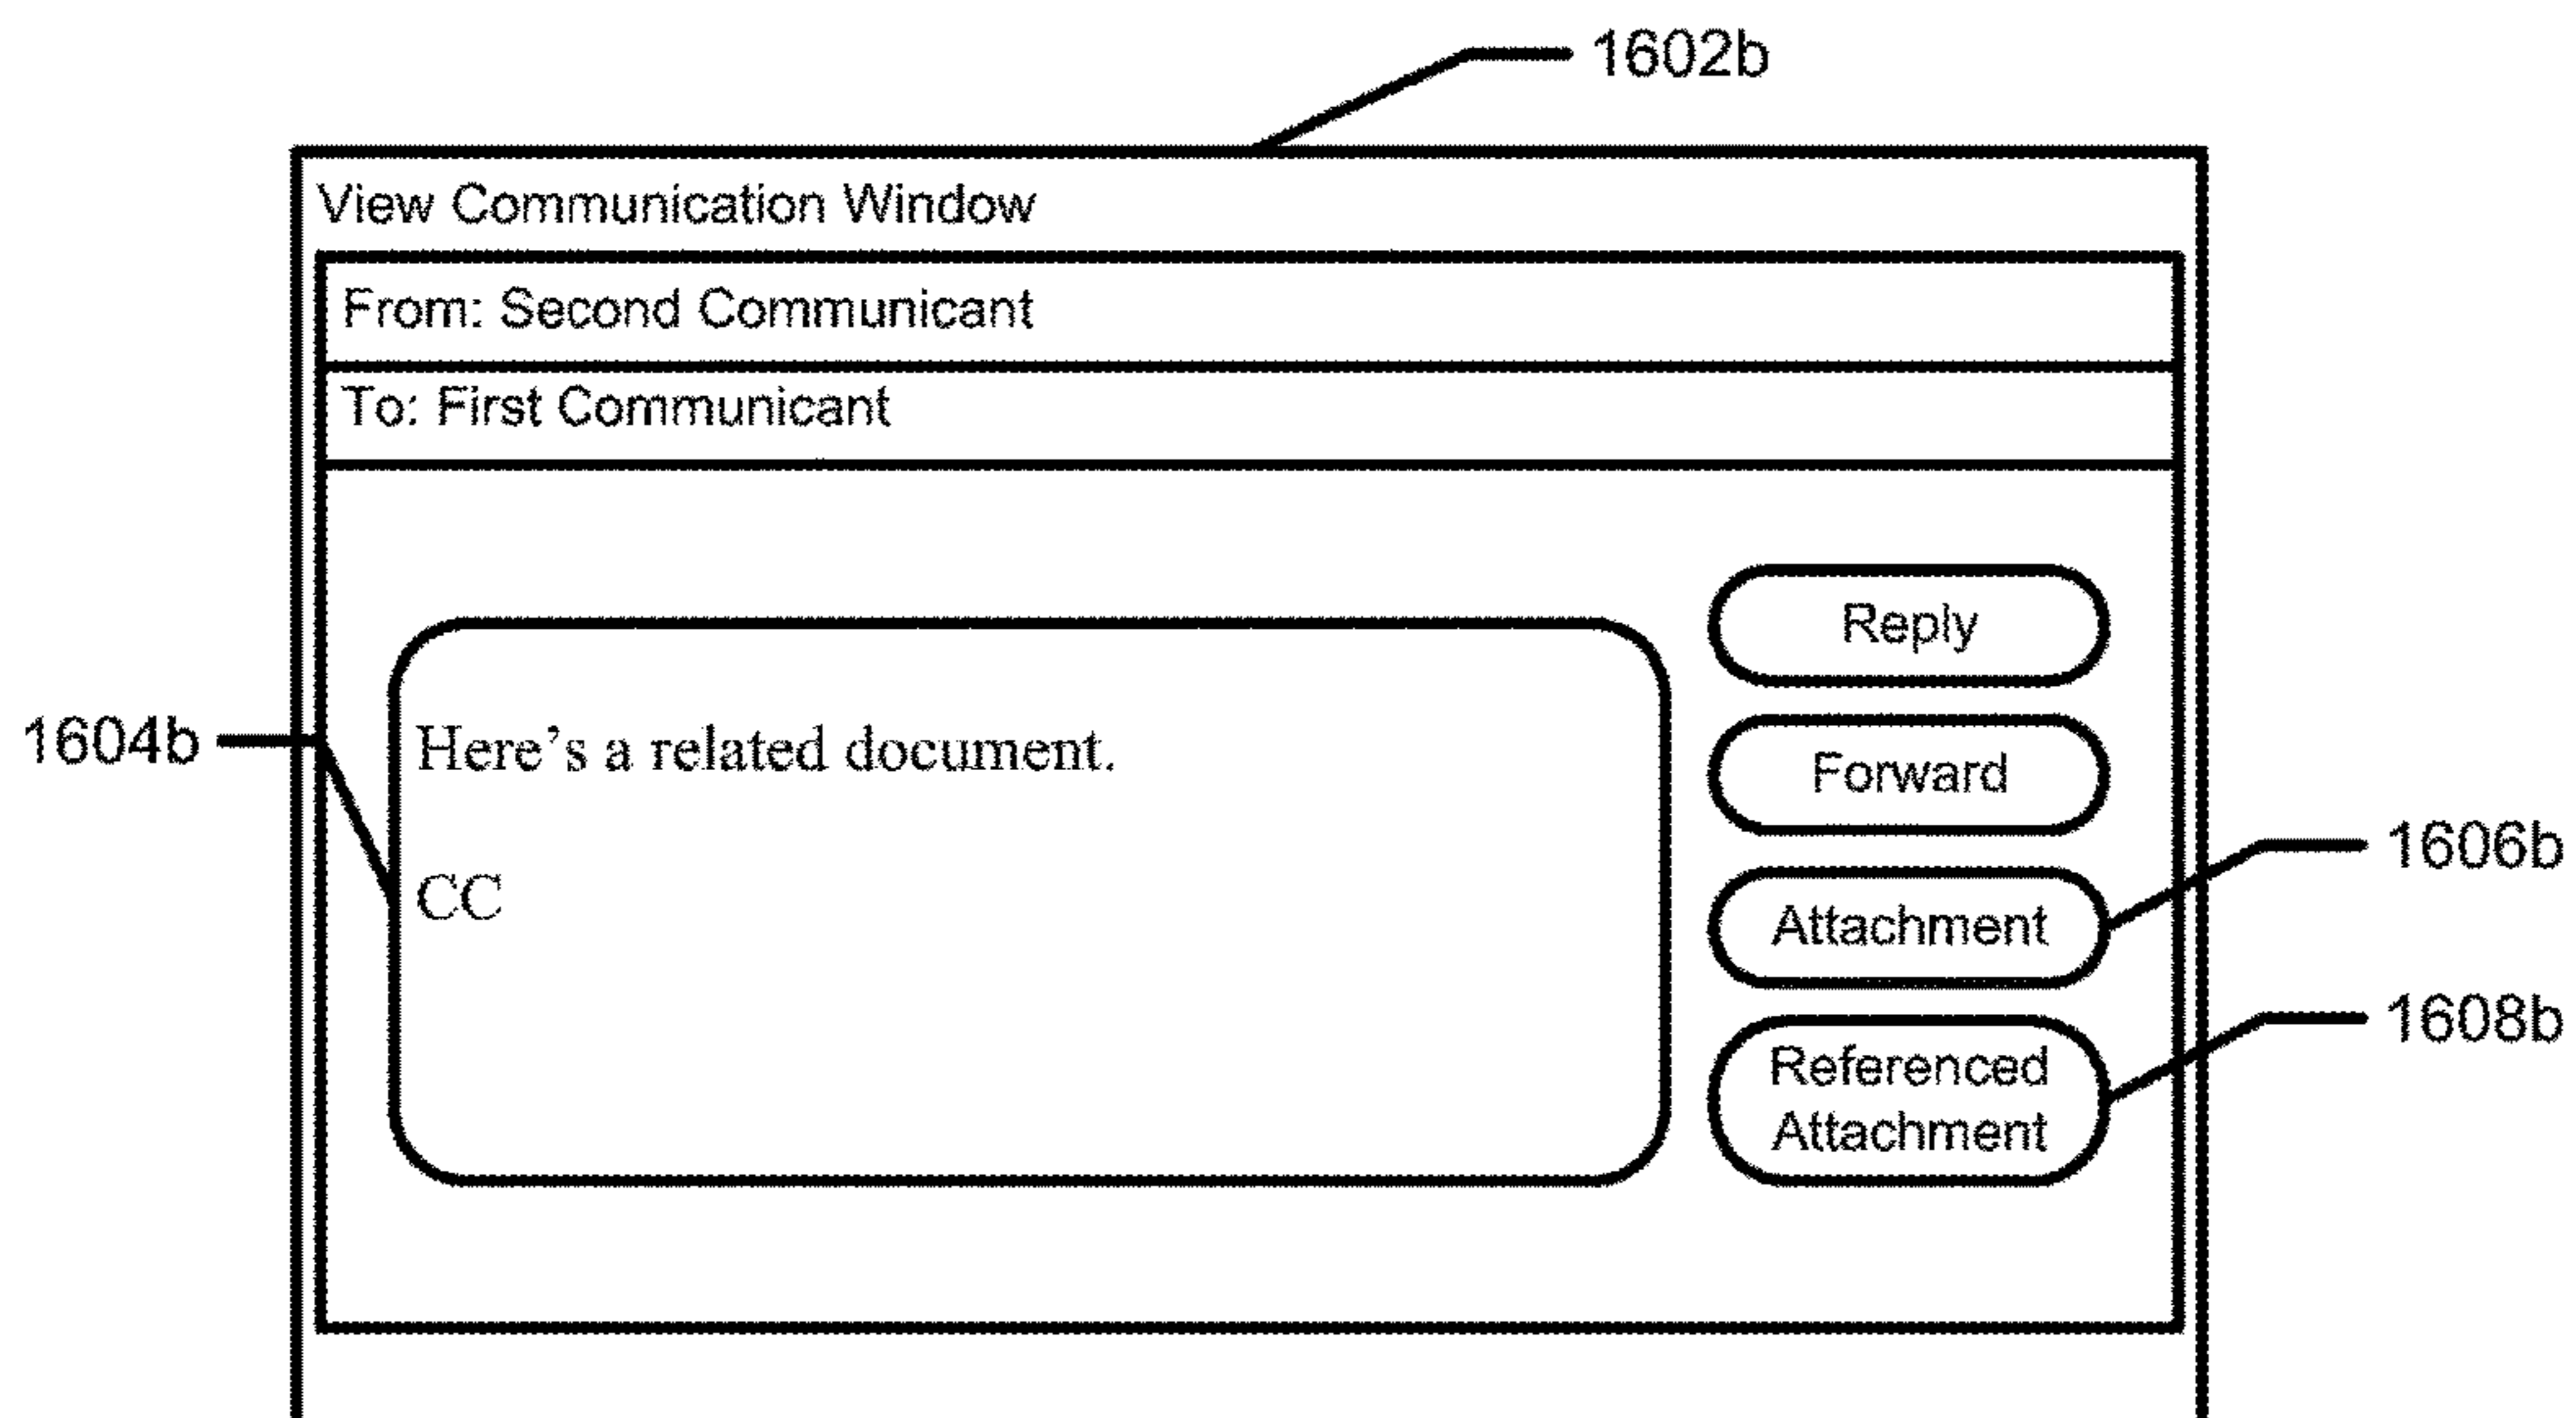 1602b
View Communication Window
From: Second Communicant
To: First Communicant
Reply
1604b
Here’s a related document.
Forward
1606b
CC
Attachment
1608b
Referenced
Attachment